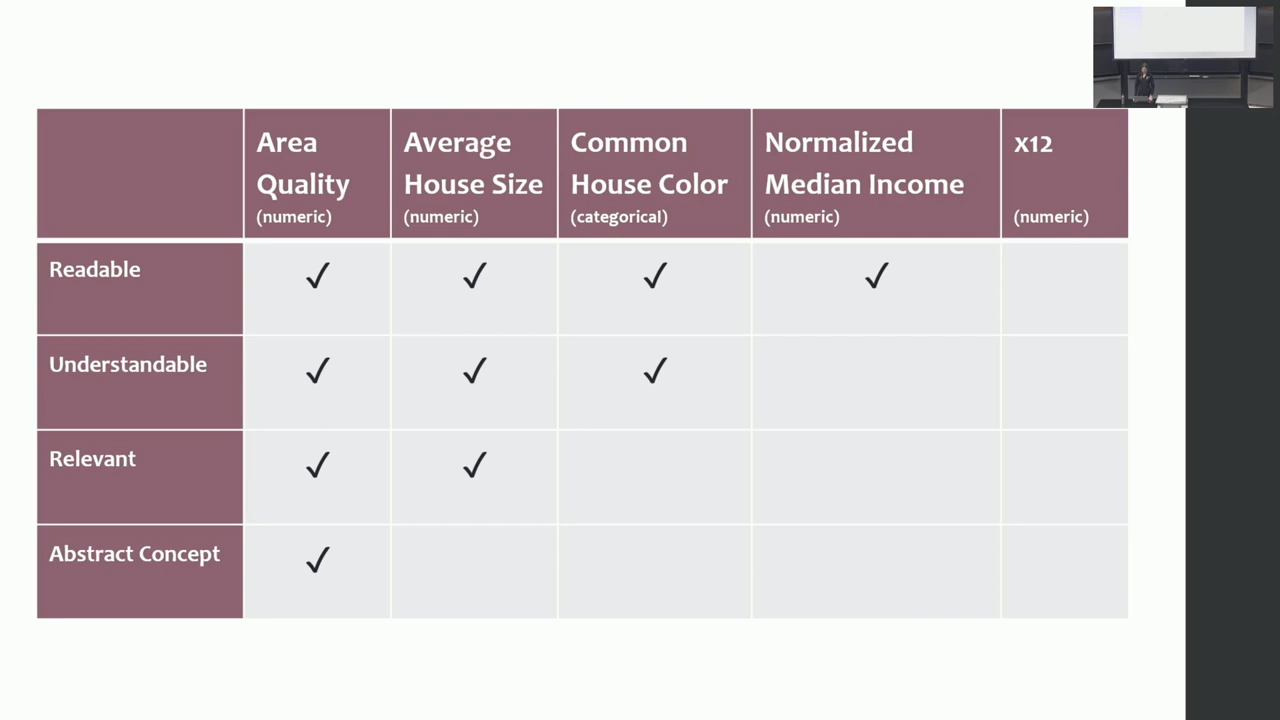 Area Quality (numeric)
Average House Size (numeric)
Common House Color (categorical)
Normalized Median Income (numeric)
x12 (numeric)
Readable ✓ ✓ ✓ ✓
Understandable ✓ ✓ ✓
Relevant ✓ ✓
Abstract Concept ✓